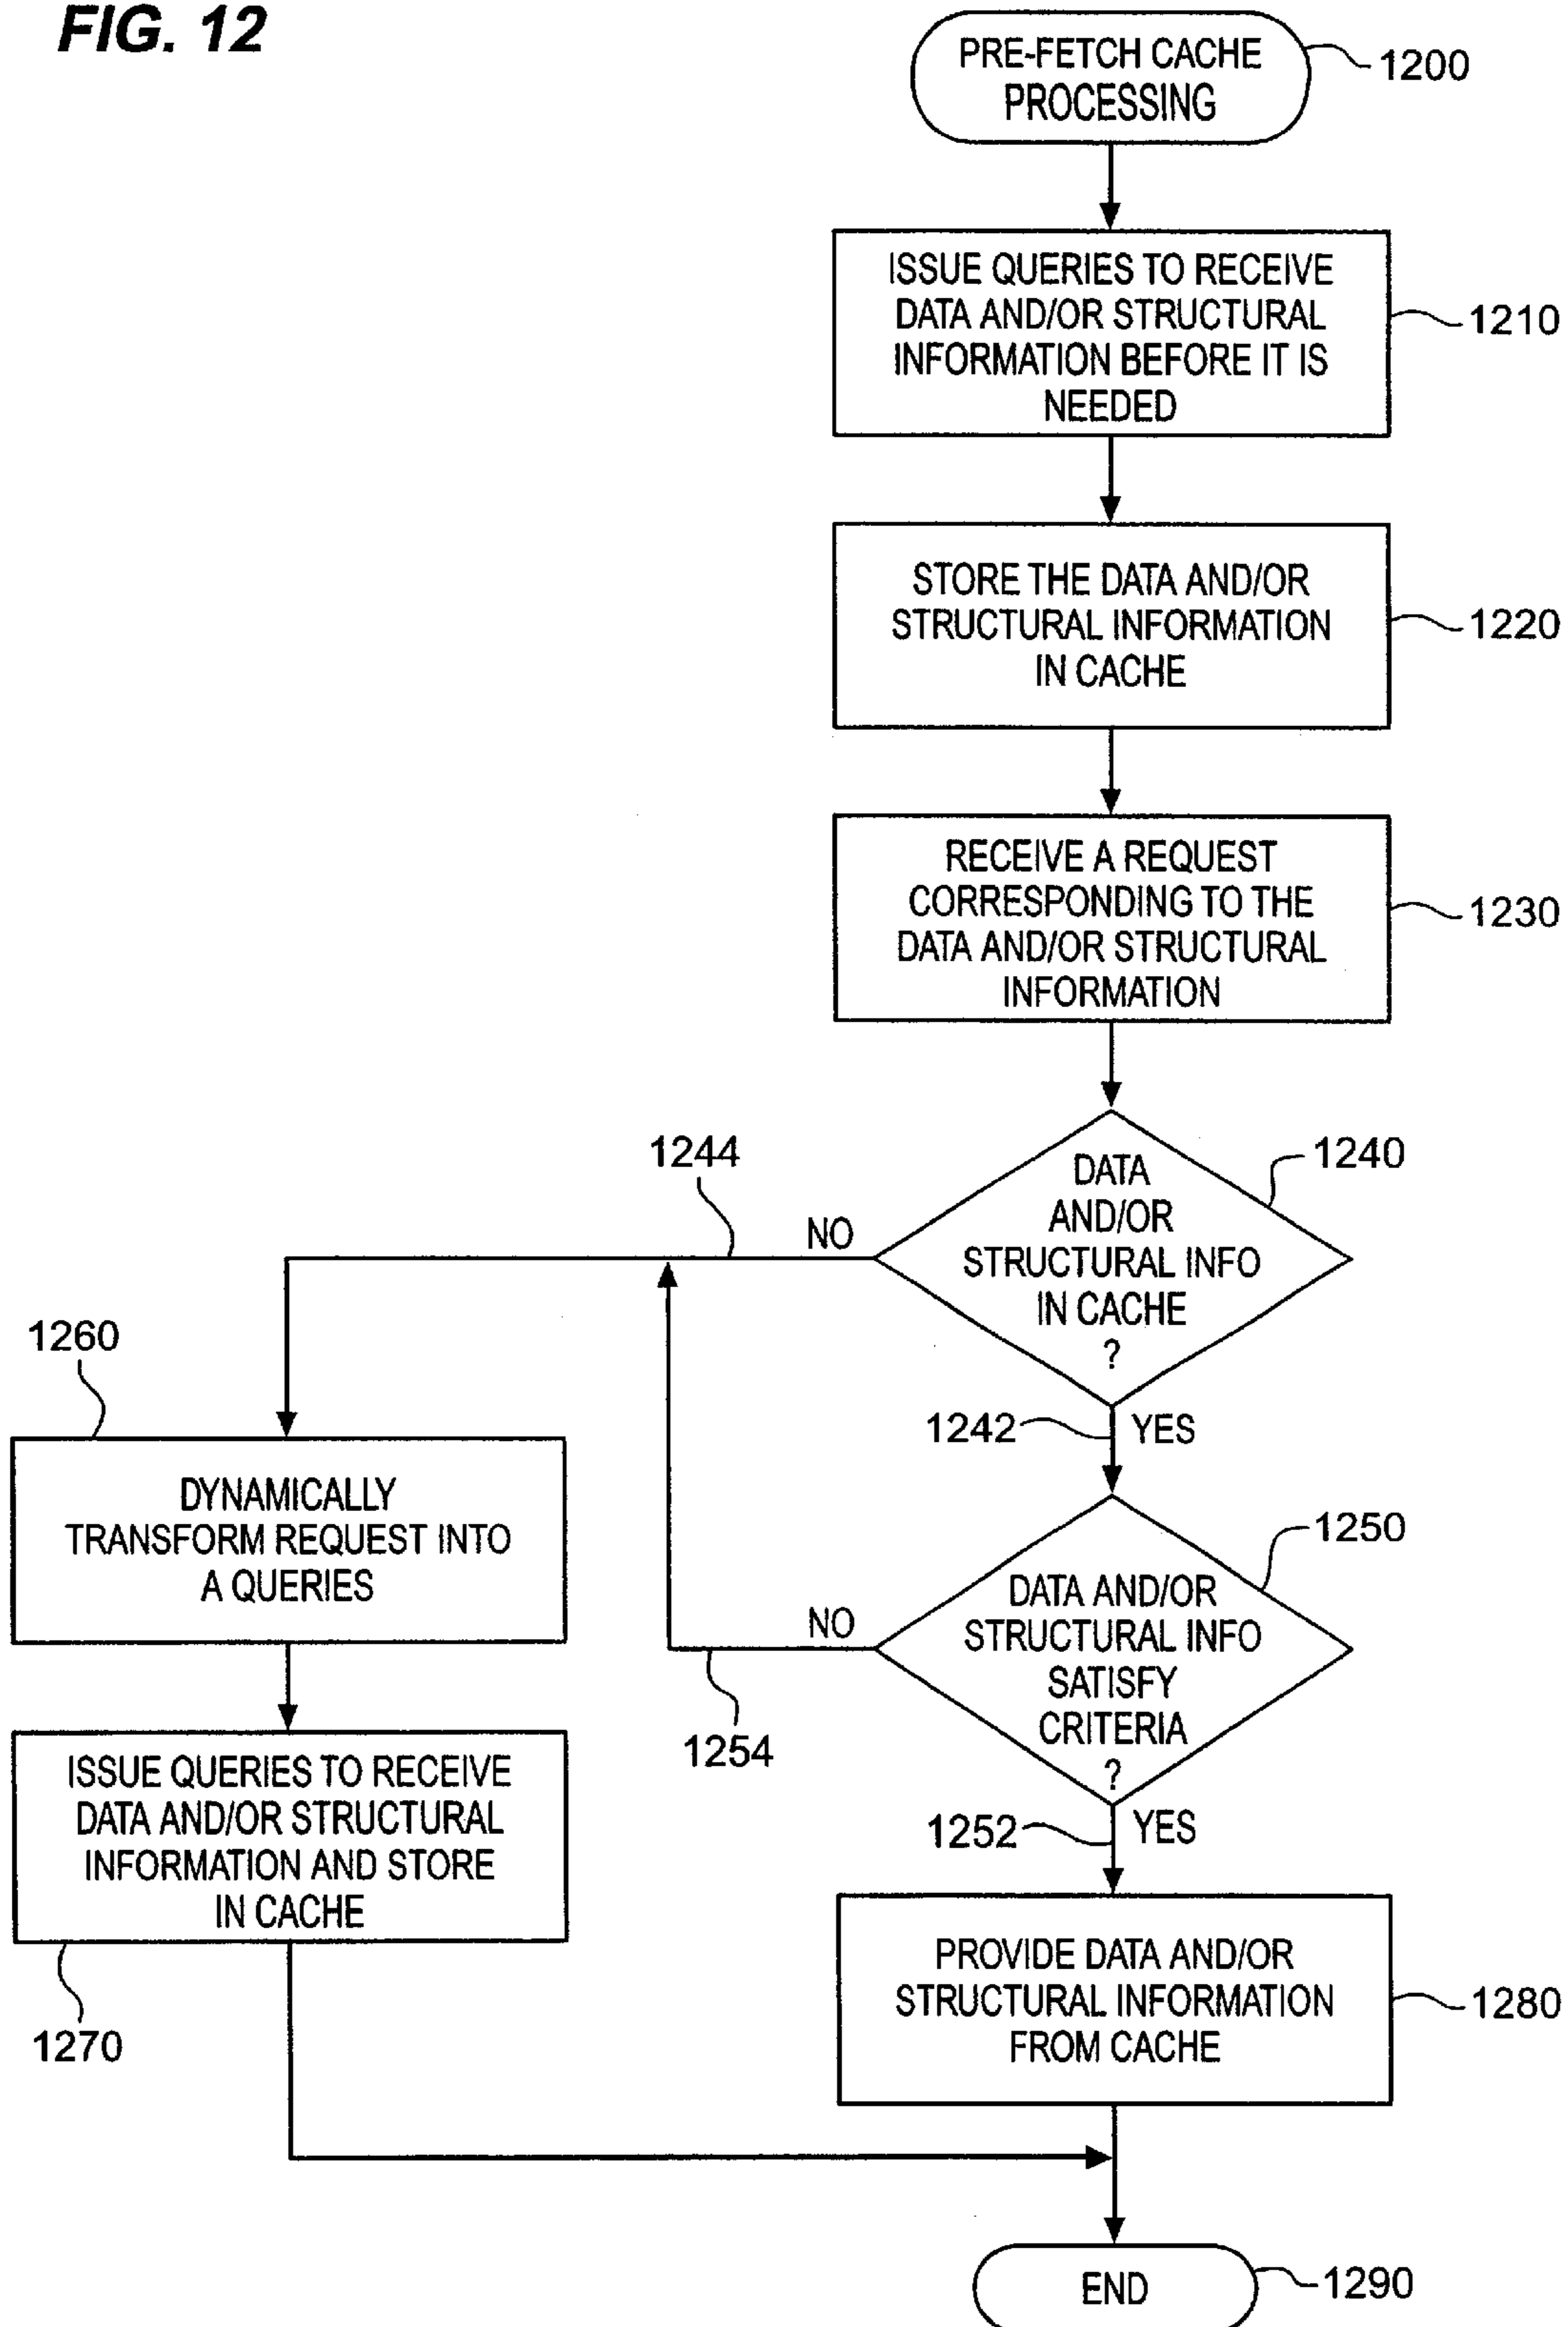 FIG. 12
PRE-FETCH CACHE
PROCESSING
1200
ISSUE QUERIES TO RECEIVE
DATA AND/OR STRUCTURAL
INFORMATION BEFORE IT IS
NEEDED
1210
STORE THE DATA AND/OR
STRUCTURAL INFORMATION
IN CACHE
1220
RECEIVE A REQUEST
CORRESPONDING TO THE
DATA AND/OR STRUCTURAL
INFORMATION
1230
DATA
AND/OR
STRUCTURAL INFO
IN CACHE
?
1240
NO
1244
YES
1242
DATA AND/OR
STRUCTURAL INFO
SATISFY
CRITERIA
?
1250
NO
1254
YES
1252
1260
DYNAMICALLY
TRANSFORM REQUEST INTO
A QUERIES
ISSUE QUERIES TO RECEIVE
DATA AND/OR STRUCTURAL
INFORMATION AND STORE
IN CACHE
1270
PROVIDE DATA AND/OR
STRUCTURAL INFORMATION
FROM CACHE
1280
END
1290